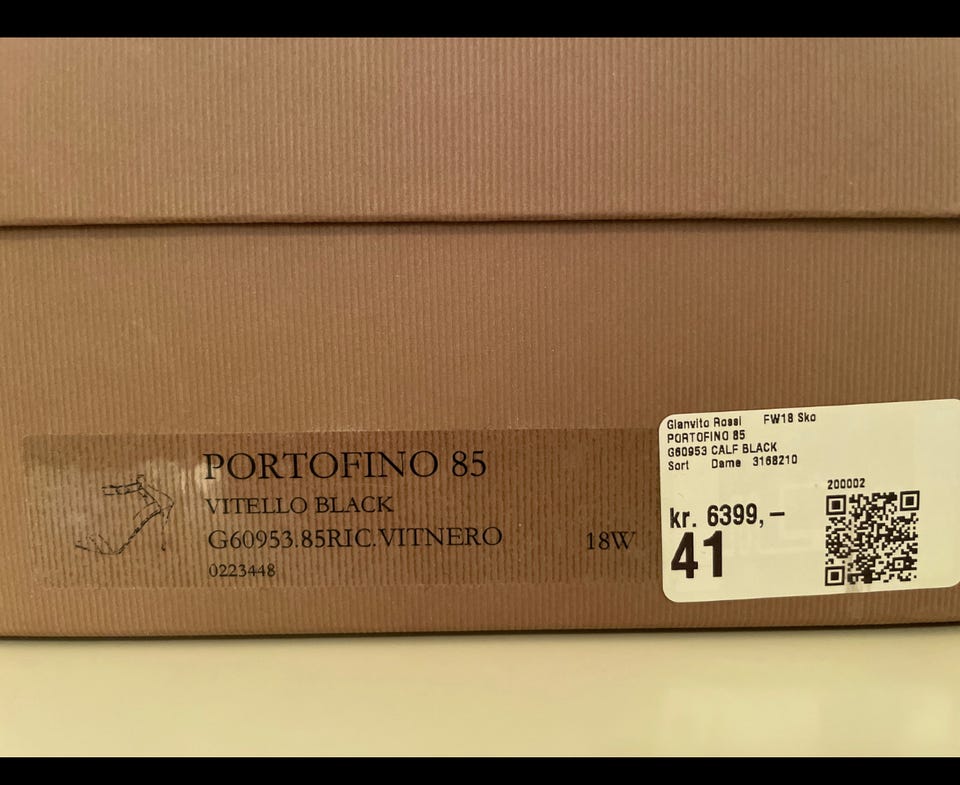 PORTOFINO 85
VITELLO BLACK
G60953.85RIC.VITNERO
18W
0223448
Gianvito Rossi FW18 Sko
PORTOFINO 85
G60953 CALF BLACK
Sort Dame 3168210
200002
kr. 6399,–
41